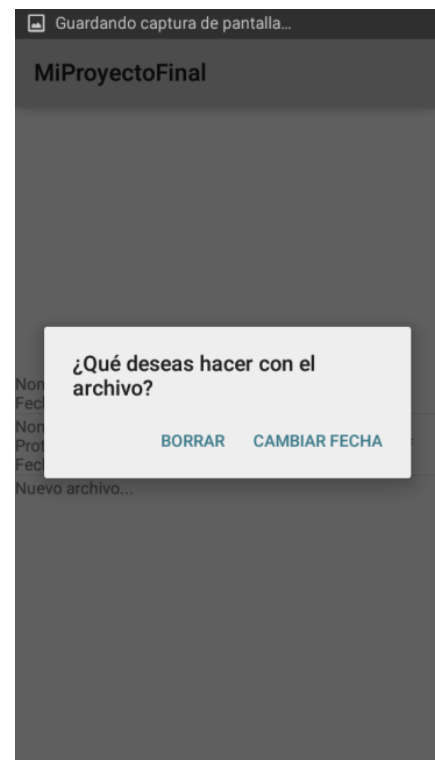 Guardando captura de pantalla...
MiProyectoFinal
¿Qué deseas hacer con el
archivo?
BORRAR CAMBIAR FECHA
Nuevo archivo...